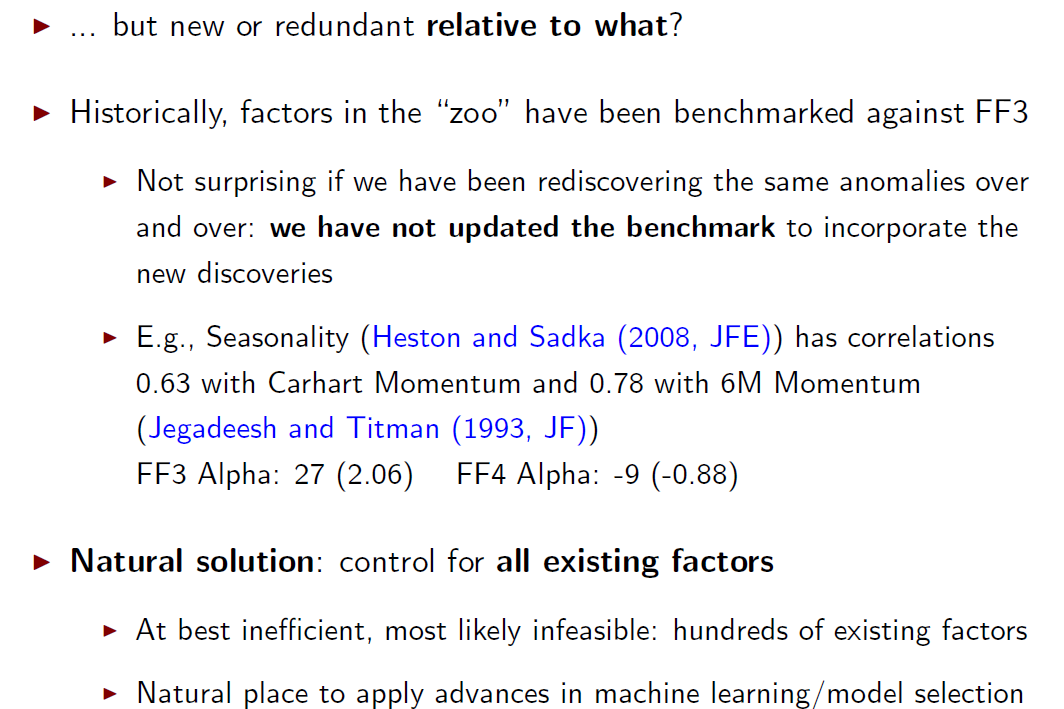 ... but new or redundant relative to what?
Historically, factors in the “zoo” have been benchmarked against FF3
Not surprising if we have been rediscovering the same anomalies over
and over: we have not updated the benchmark to incorporate the
new discoveries
E.g., Seasonality (Heston and Sadka (2008, JFE)) has correlations
0.63 with Carhart Momentum and 0.78 with 6M Momentum
(Jegadeesh and Titman (1993, JF))
FF3 Alpha: 27 (2.06) FF4 Alpha: -9 (-0.88)
Natural solution: control for all existing factors
At best inefficient, most likely infeasible: hundreds of existing factors
Natural place to apply advances in machine learning/model selection